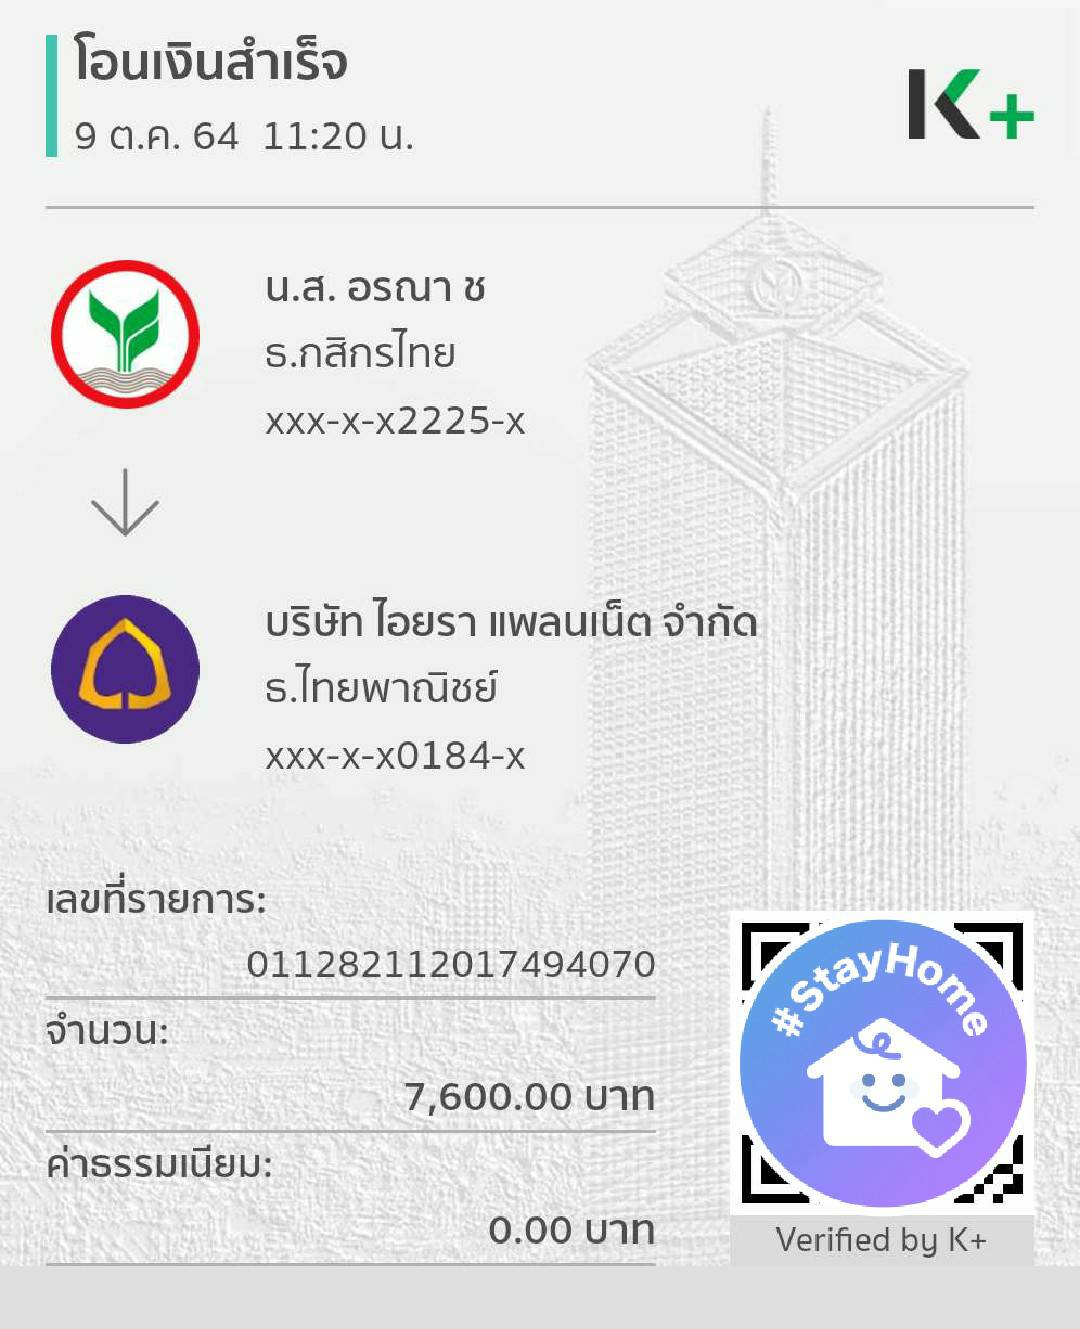 โอนเงินสำเร็จ
9 ต.ค. 64 11:20 น.
K+
น.ส. อรณา ช
ธ.กสิกรไทย
xxx-x-x2225-x
บริษัท ไอยรา แพลนเน็ต จำกัด
ธ.ไทยพาณิชย์
xxx-x-x0184-x
เลขที่รายการ:
011282112017494070
จำนวน:
7,600.00 บาท
ค่าธรรมเนียม:
0.00 บาท
#StayHome
Verified by K+